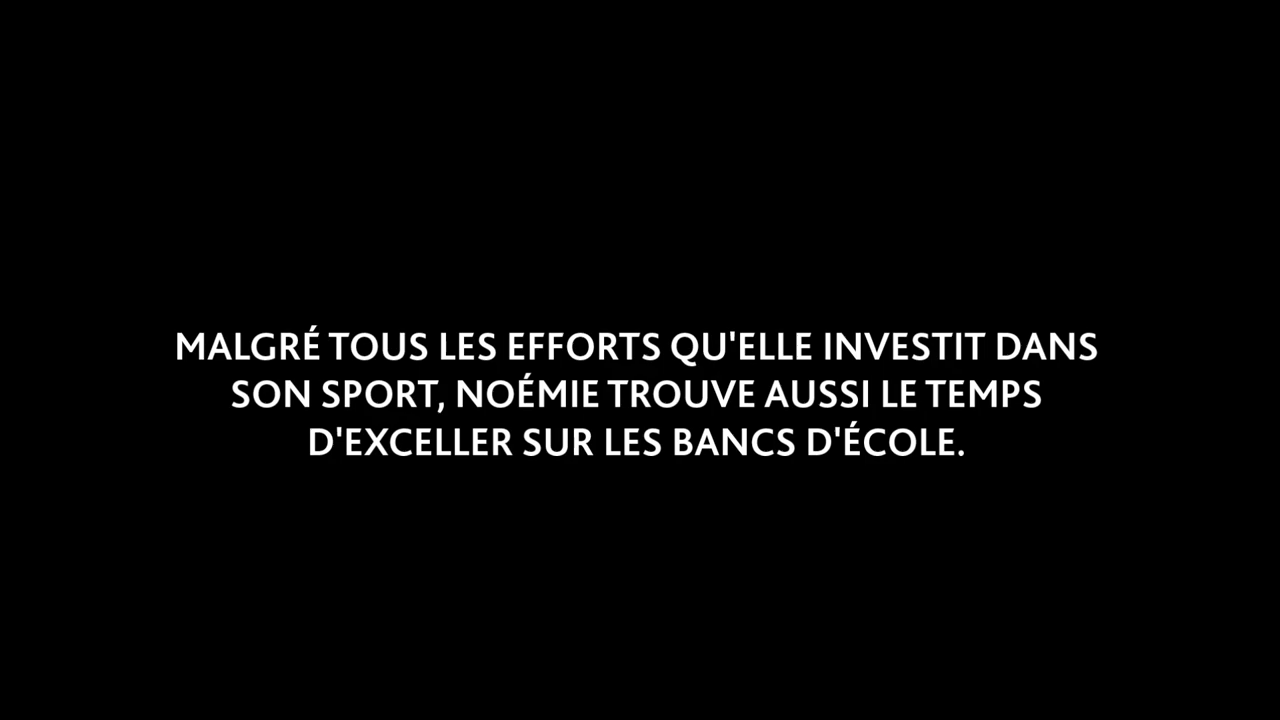 MALGRÉ TOUS LES EFFORTS QU'ELLE INVESTIT DANS
SON SPORT, NOÉMIE TROUVE AUSSI LE TEMPS
D'EXCELLER SUR LES BANCS D'ÉCOLE.